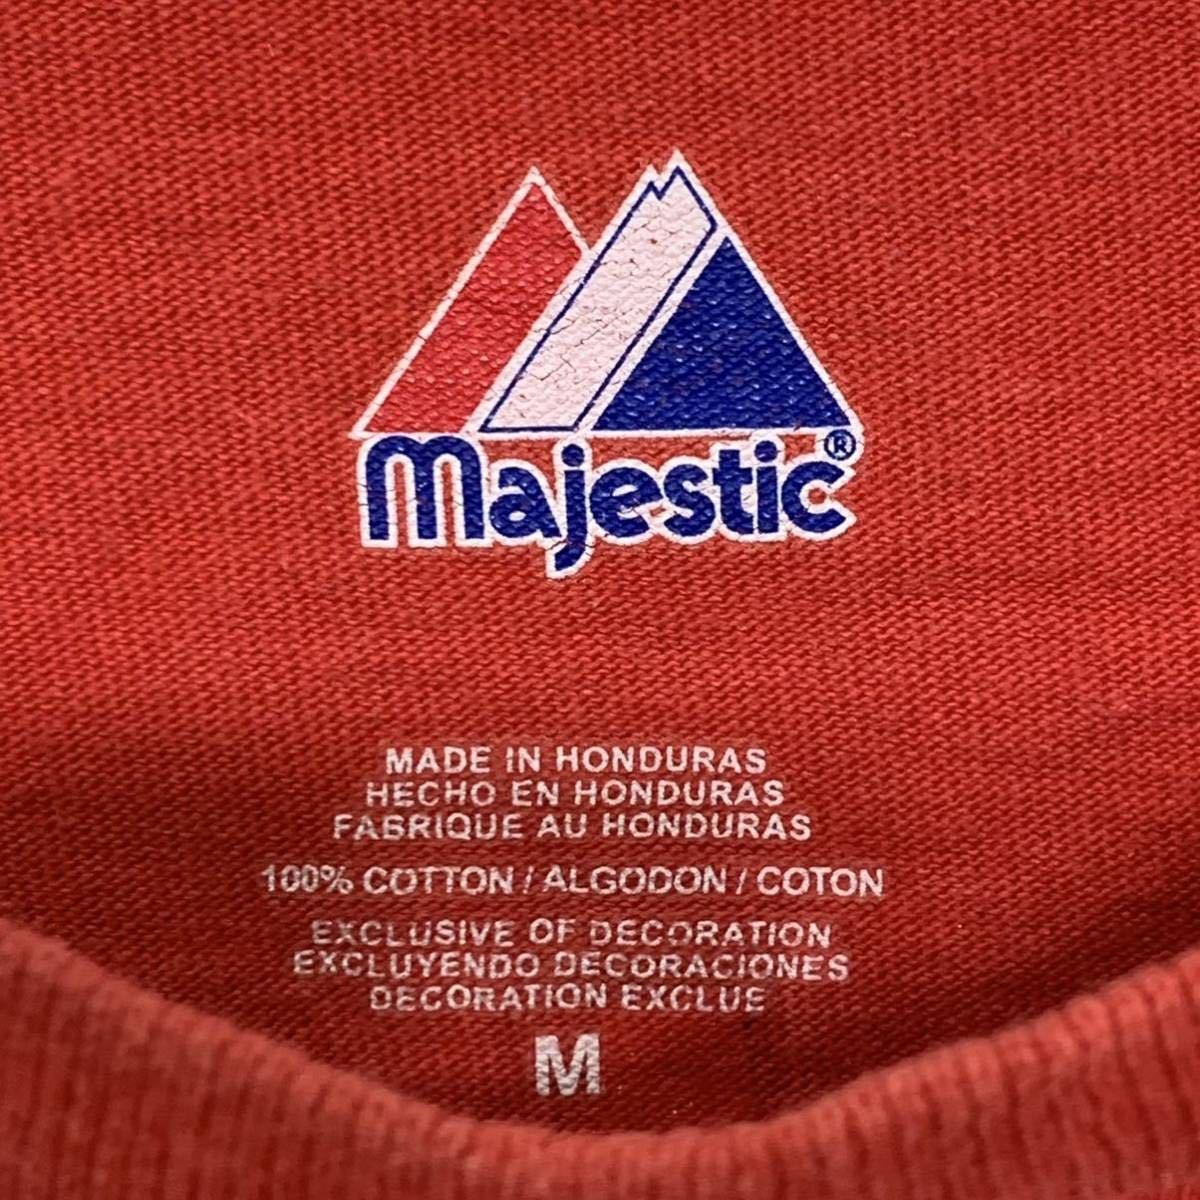 Majestic®
MADE IN HONDURAS
HECHO EN HONDURAS
FABRIQUE AU HONDURAS
100% COTTON / ALGODON / COTON
EXCLUSIVE OF DECORATION
EXCLUYENDO DECORACIONES
DECORATION EXCLUE
M